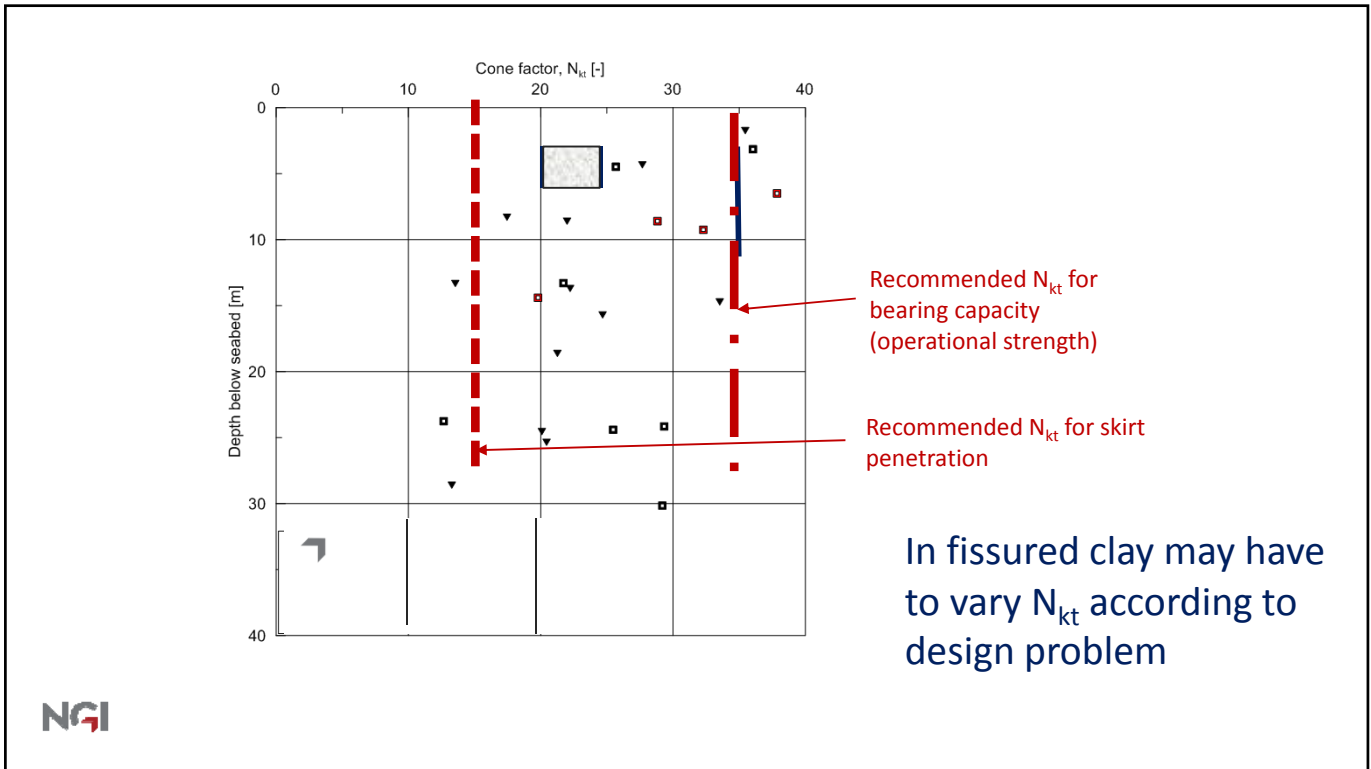 Cone factor, Nkt [-]
0 10 20 30 40
0
10
20
30
40
Depth below seabed [m]
Recommended Nkt for
bearing capacity
(operational strength)
Recommended Nkt for skirt
penetration
In fissured clay may have
to vary Nkt according to
design problem
NGI